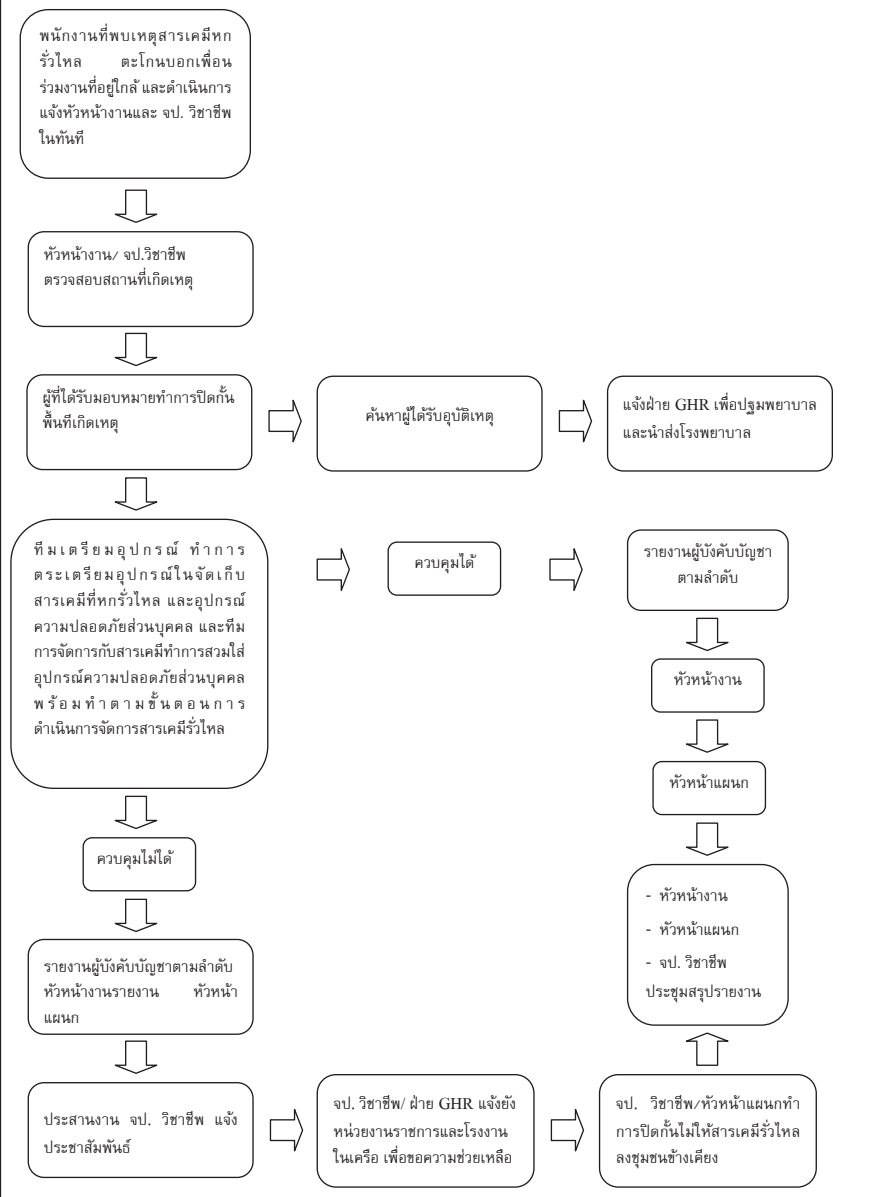 พนักงานที่พบเหตุสารเคมีหก
รั่วไหล ตะโกนบอกเพื่อน
ร่วมงานที่อยู่ใกล้ และดำเนินการ
แจ้งหัวหน้างานและ จป. วิชาชีพ
ในทันที
หัวหน้างาน/ จป.วิชาชีพ
ตรวจสอบสถานที่เกิดเหตุ
ผู้ที่ได้รับมอบหมายทำการปิดกั้น
พื้นที่เกิดเหตุ
ค้นหาผู้ได้รับอุบัติเหตุ
แจ้งฝ่าย GHR เพื่อปฐมพยาบาล
และนำส่งโรงพยาบาล
ทีมเตรียมอุปกรณ์ ทำการ
ตระเตรียมอุปกรณ์ในจัดเก็บ
สารเคมีที่หกรั่วไหล และอุปกรณ์
ความปลอดภัยส่วนบุคคล และทีม
การจัดการกับสารเคมีทำการสวมใส่
อุปกรณ์ความปลอดภัยส่วนบุคคล
พร้อมทำตามขั้นตอนการ
ดำเนินการจัดการสารเคมีรั่วไหล
ควบคุมได้
รายงานผู้บังคับบัญชา
ตามลำดับ
หัวหน้างาน
หัวหน้าแผนก
ควบคุมไม่ได้
- หัวหน้างาน
- หัวหน้าแผนก
- จป. วิชาชีพ
ประชุมสรุปรายงาน
รายงานผู้บังคับบัญชาตามลำดับ
หัวหน้างานรายงาน หัวหน้า
แผนก
ประสานงาน จป. วิชาชีพ แจ้ง
ประชาสัมพันธ์
จป. วิชาชีพ/ ฝ่าย GHR แจ้งยัง
หน่วยงานราชการและโรงงาน
ในเครือ เพื่อขอความช่วยเหลือ
จป. วิชาชีพ/หัวหน้าแผนกทำ
การปิดกั้นไม่ให้สารเคมีรั่วไหล
ลงชุมชนข้างเคียง